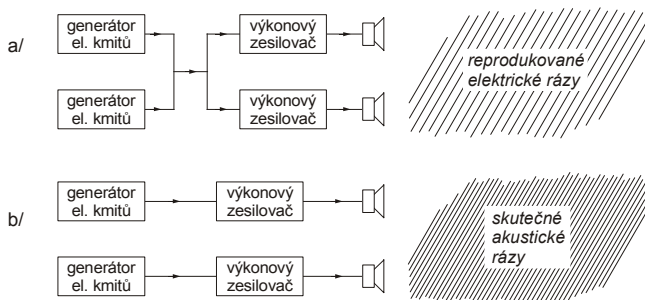 a/
generátor
el. kmitů
výkonový
zesilovač
generátor
el. kmitů
výkonový
zesilovač
reprodukované
elektrické rázy
b/
generátor
el. kmitů
výkonový
zesilovač
generátor
el. kmitů
výkonový
zesilovač
skutečné
akustické
rázy